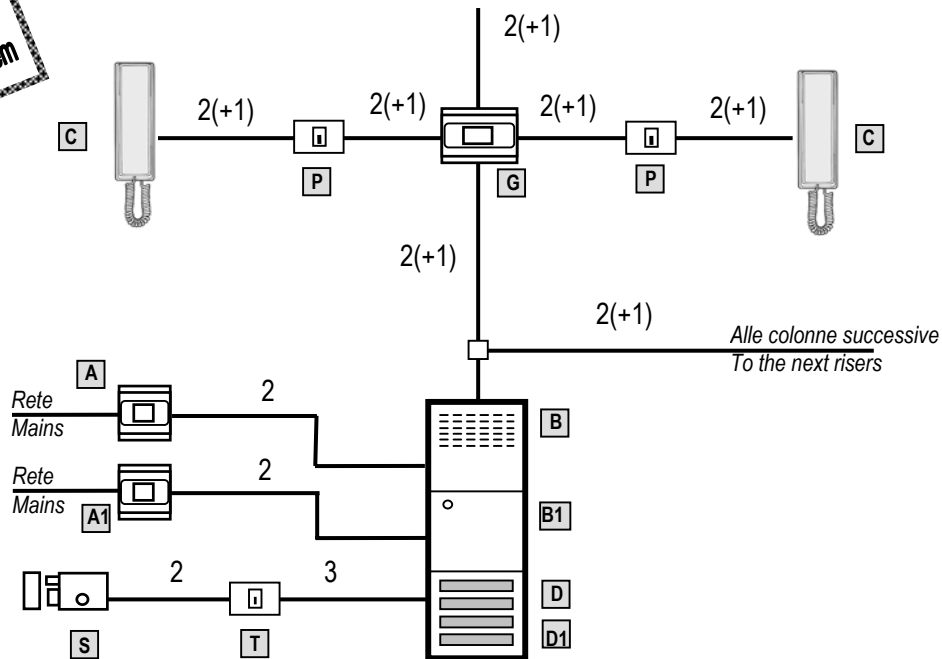 2(+1)
2(+1) 2(+1) 2(+1) 2(+1)
C C
P G P
2(+1)
2(+1)
Alle colonne successive
To the next risers
A
2
Rete
Mains
B
2
Rete
Mains
A1
B1
2 3
D
S T D1